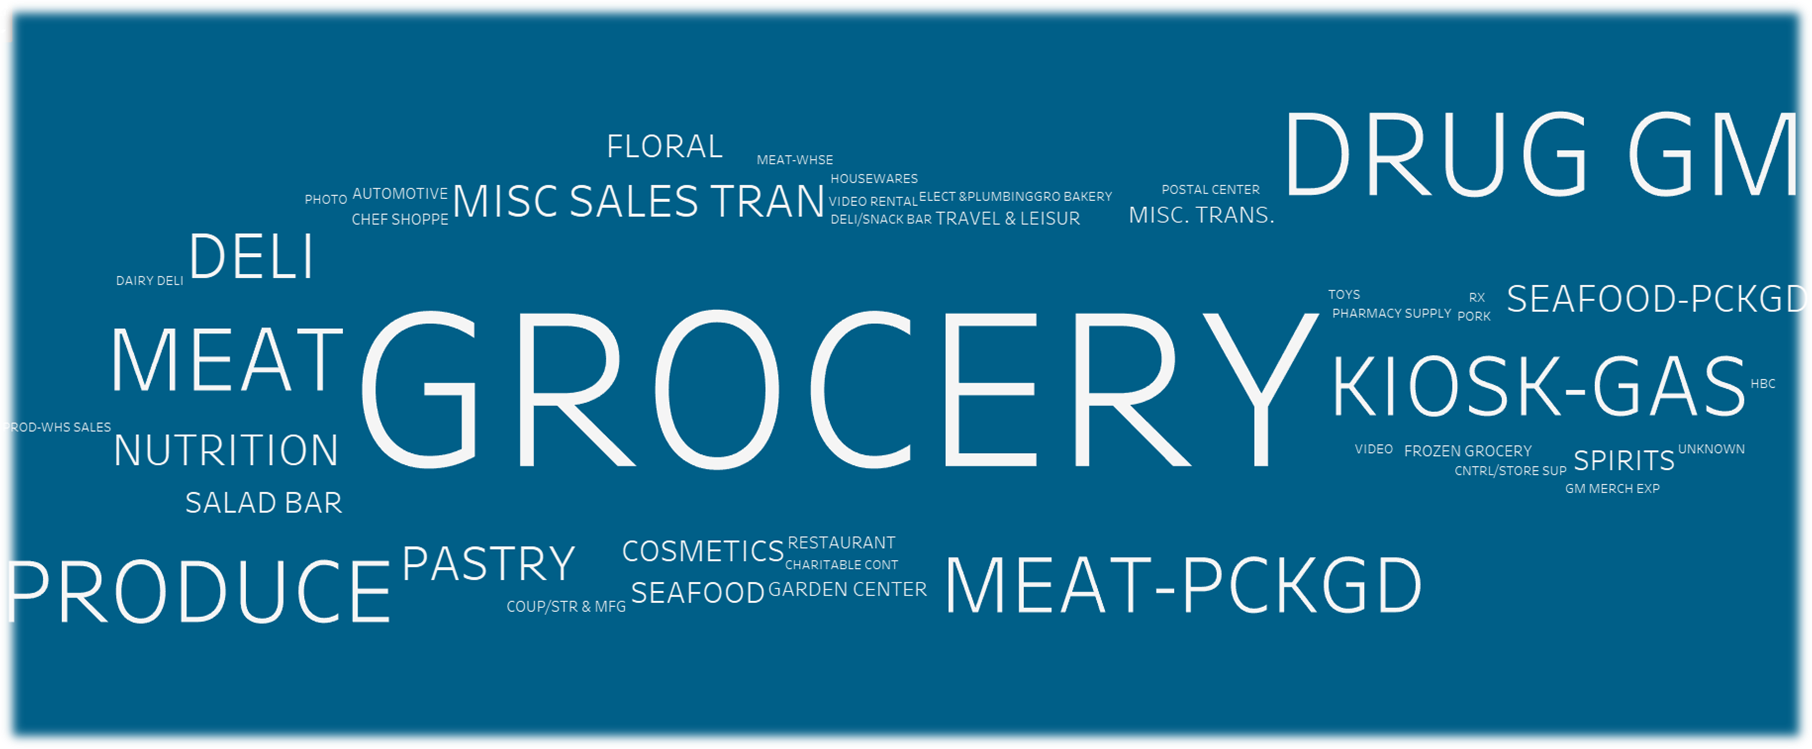 DRUG GM
FLORAL
MEAT-WHSE
HOUSEWARES
PHOTO
AUTOMOTIVE
MISC SALES TRAN
VIDEO RENTAL
ELECT &PLUMBING
GRO BAKERY
POSTAL CENTER
CHEF SHOPPE
DELI/SNACK BAR
TRAVEL & LEISUR
MISC. TRANS.
DELI
DAIRY DELI
TOYS
RX
SEAFOOD-PCKGD
PHARMACY SUPPLY
PORK
MEAT
GROCERY
KIOSK-GAS
HBC
PROD-WHS SALES
NUTRITION
VIDEO
FROZEN GROCERY
SPIRITS
UNKNOWN
CNTRL/STORE SUP
GM MERCH EXP
SALAD BAR
PRODUCE
PASTRY
COSMETICS
RESTAURANT
CHARITABLE CONT
SEAFOOD
GARDEN CENTER
COUP/STR & MFG
MEAT-PCKGD